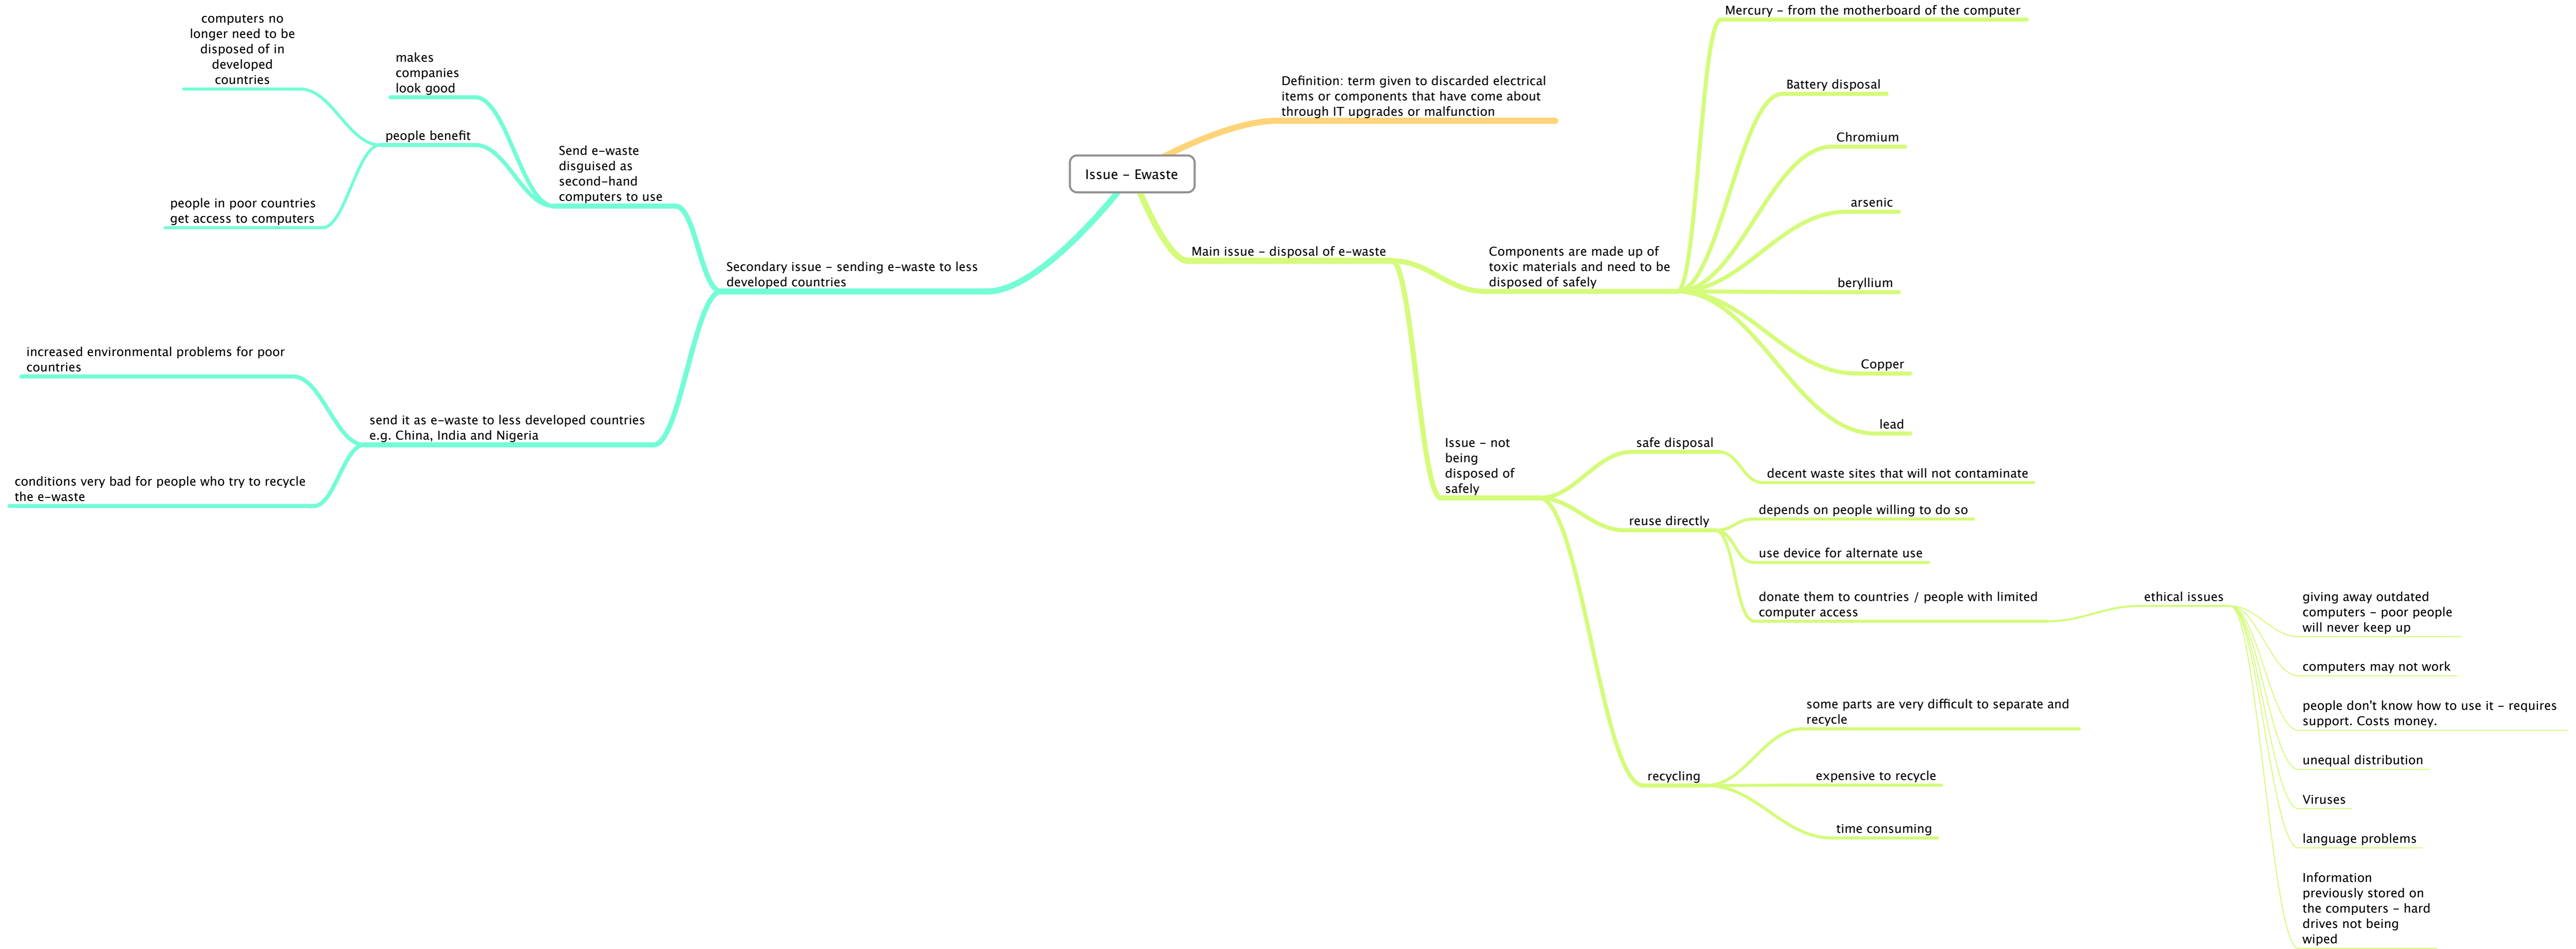 Issue – Ewaste
Definition: term given to discarded electrical
items or components that have come about
through IT upgrades or malfunction
Main issue – disposal of e-waste
Components are made up of
toxic materials and need to be
disposed of safely
Mercury – from the motherboard of the computer
Battery disposal
Chromium
arsenic
beryllium
Copper
lead
Issue – not
being
disposed of
safely
safe disposal
decent waste sites that will not contaminate
reuse directly
depends on people willing to do so
use device for alternate use
donate them to countries / people with limited
computer access
ethical issues
giving away outdated
computers – poor people
will never keep up
computers may not work
people don't know how to use it – requires
support. Costs money.
unequal distribution
Viruses
language problems
Information
previously stored on
the computers – hard
drives not being
wiped
recycling
some parts are very difficult to separate and
recycle
expensive to recycle
time consuming
Secondary issue – sending e-waste to less
developed countries
Send e-waste
disguised as
second-hand
computers to use
makes
companies
look good
people benefit
computers no
longer need to be
disposed of in
developed
countries
people in poor countries
get access to computers
send it as e-waste to less developed countries
e.g. China, India and Nigeria
increased environmental problems for poor
countries
conditions very bad for people who try to recycle
the e-waste